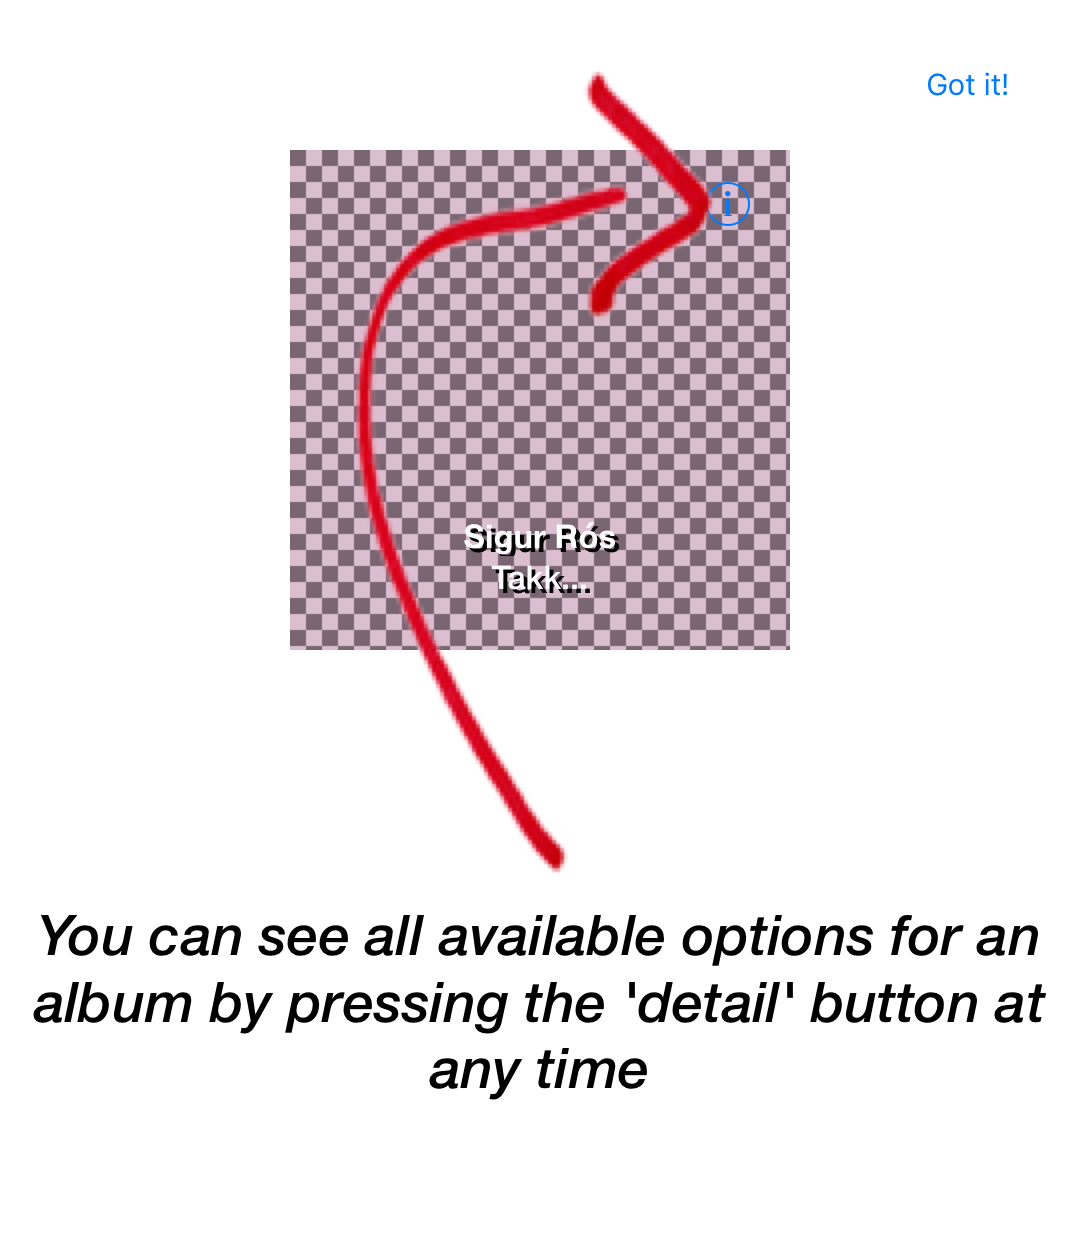 Got it!
i
Sigur Rós
Takk...
You can see all available options for an
album by pressing the 'detail' button at
any time